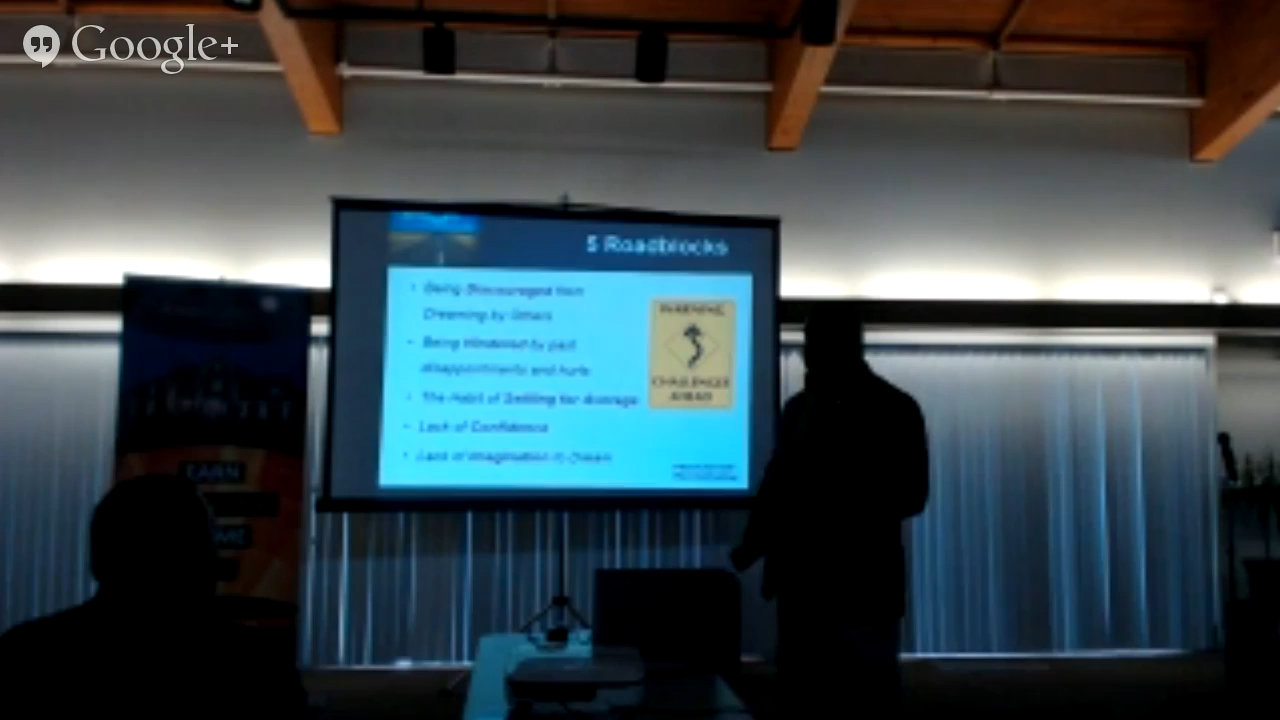 Google+
5 Roadblocks
Being Discouraged from
Dreaming by Others
Being Hindered by past
disappointments and hurts
The Habit of Settling for Average
Lack of Confidence
Lack of Imagination to Dream
WARNING
CHALLENGES
AHEAD
EARN